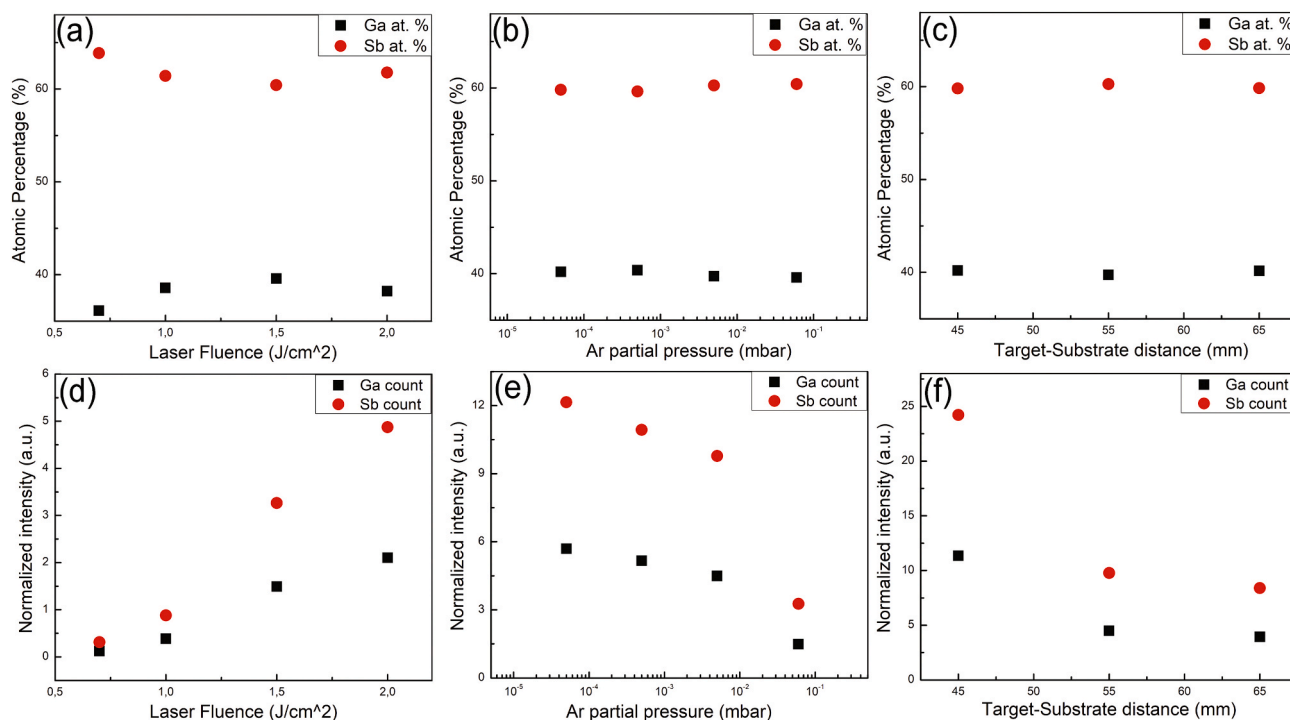 (a)
Ga at. %
Sb at. %
Atomic Percentage (%)
60
50
40
0,5
1,0
1,5
2,0
Laser Fluence (J/cm^2)
(b)
Ga at. %
Sb at. %
Atomic Percentage (%)
60
50
40
10-5
10-4
10-3
10-2
10-1
Ar partial pressure (mbar)
(c)
Ga at. %
Sb at. %
Atomic Percentage (%)
60
50
40
45
50
55
60
65
Target-Substrate distance (mm)
(d)
Ga count
Sb count
Normalized intensity (a.u.)
6
5
4
3
2
1
0
0,5
1,0
1,5
2,0
Laser Fluence (J/cm^2)
(e)
Ga count
Sb count
Normalized intensity (a.u.)
12
9
6
3
0
10-5
10-4
10-3
10-2
10-1
Ar partial pressure (mbar)
(f)
Ga count
Sb count
Normalized intensity (a.u.)
25
20
15
10
5
0
45
50
55
60
65
Target-Substrate distance (mm)